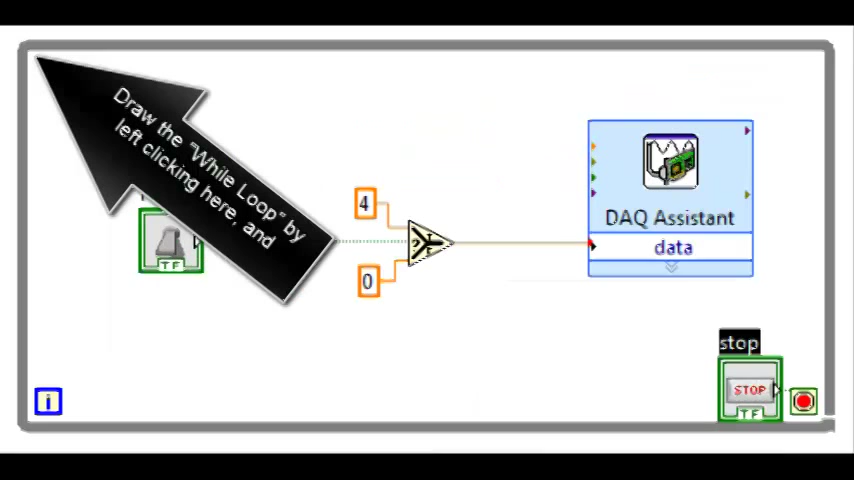 Draw the "While Loop" by
left clicking here, and
4
0
TF
DAQ Assistant
data
stop
STOP
TF
i
?